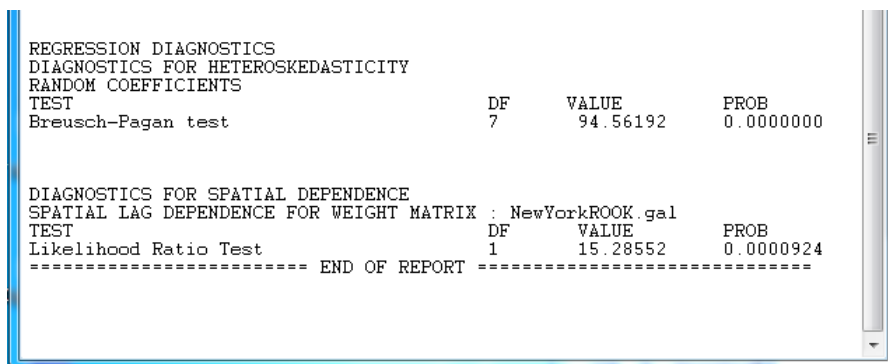 REGRESSION DIAGNOSTICS
DIAGNOSTICS FOR HETEROSKEDASTICITY
RANDOM COEFFICIENTS
TEST DF VALUE PROB
Breusch-Pagan test 7 94.56192 0.0000000
DIAGNOSTICS FOR SPATIAL DEPENDENCE
SPATIAL LAG DEPENDENCE FOR WEIGHT MATRIX : NewYorkROOK.gal
TEST DF VALUE PROB
Likelihood Ratio Test 1 15.28552 0.0000924
========================= END OF REPORT ==============================